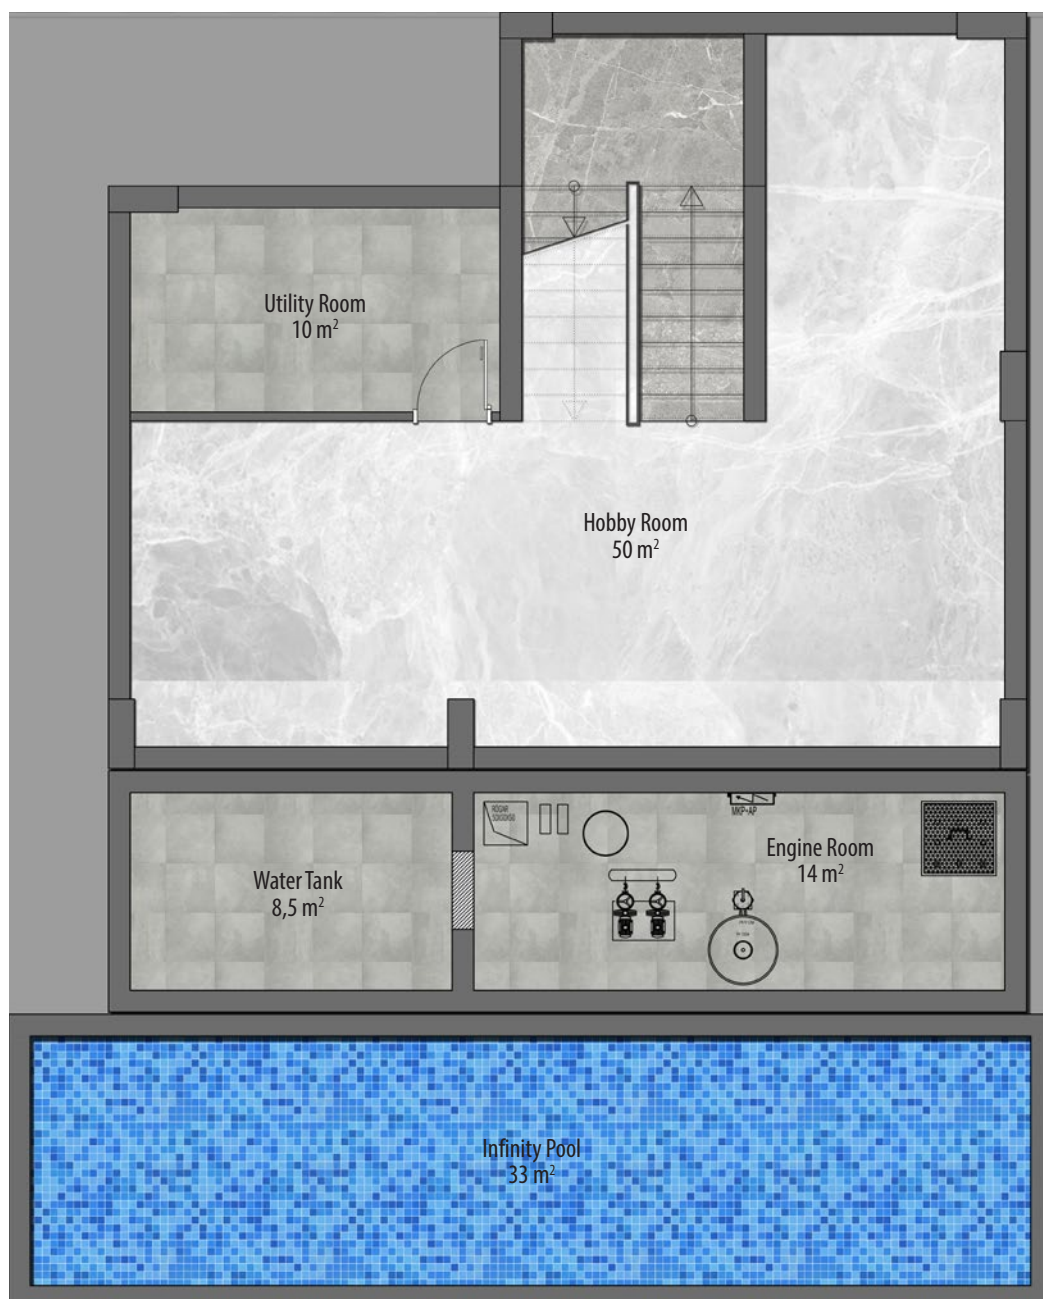 Utility Room
10 m²
Hobby Room
50 m²
MKP-AP
Engine Room
14 m²
Water Tank
8,5 m²
Infinity Pool
33 m²